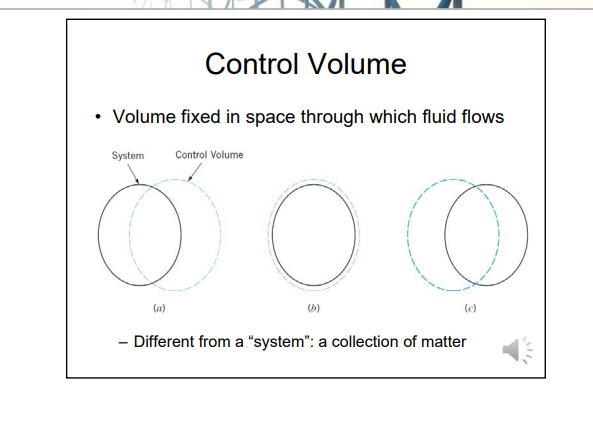 Control Volume
• Volume fixed in space through which fluid flows
System Control Volume
(a) (b) (c)
– Different from a “system”: a collection of matter